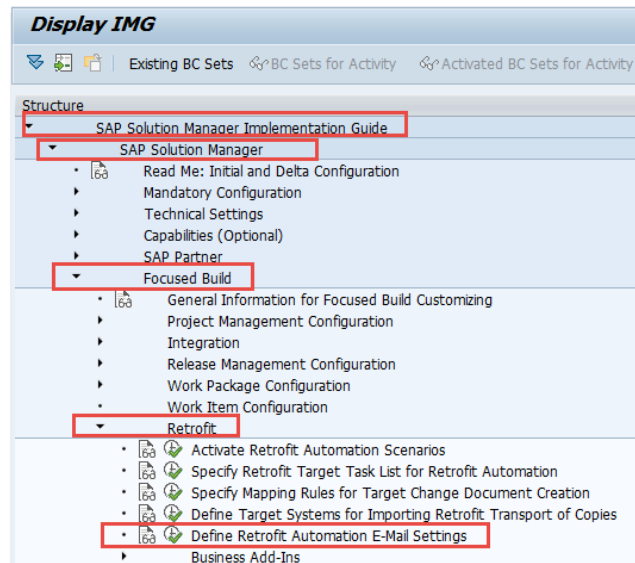 Display IMG
Existing BC Sets BC Sets for Activity Activated BC Sets for Activity
Structure
SAP Solution Manager Implementation Guide
SAP Solution Manager
Read Me: Initial and Delta Configuration
Mandatory Configuration
Technical Settings
Capabilities (Optional)
SAP Partner
Focused Build
General Information for Focused Build Customizing
Project Management Configuration
Integration
Release Management Configuration
Work Package Configuration
Work Item Configuration
Retrofit
Activate Retrofit Automation Scenarios
Specify Retrofit Target Task List for Retrofit Automation
Specify Mapping Rules for Target Change Document Creation
Define Target Systems for Importing Retrofit Transport of Copies
Define Retrofit Automation E-Mail Settings
Business Add-Ins